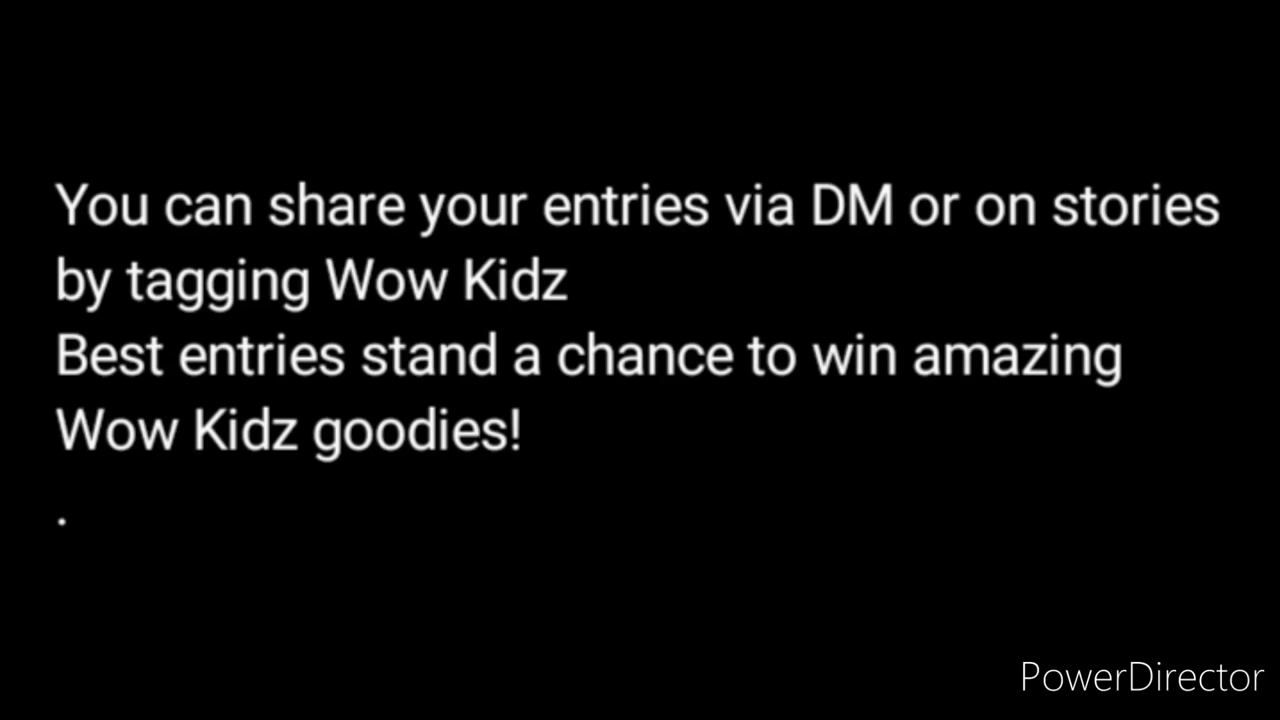 You can share your entries via DM or on stories
by tagging Wow Kidz
Best entries stand a chance to win amazing
Wow Kidz goodies!
.
PowerDirector